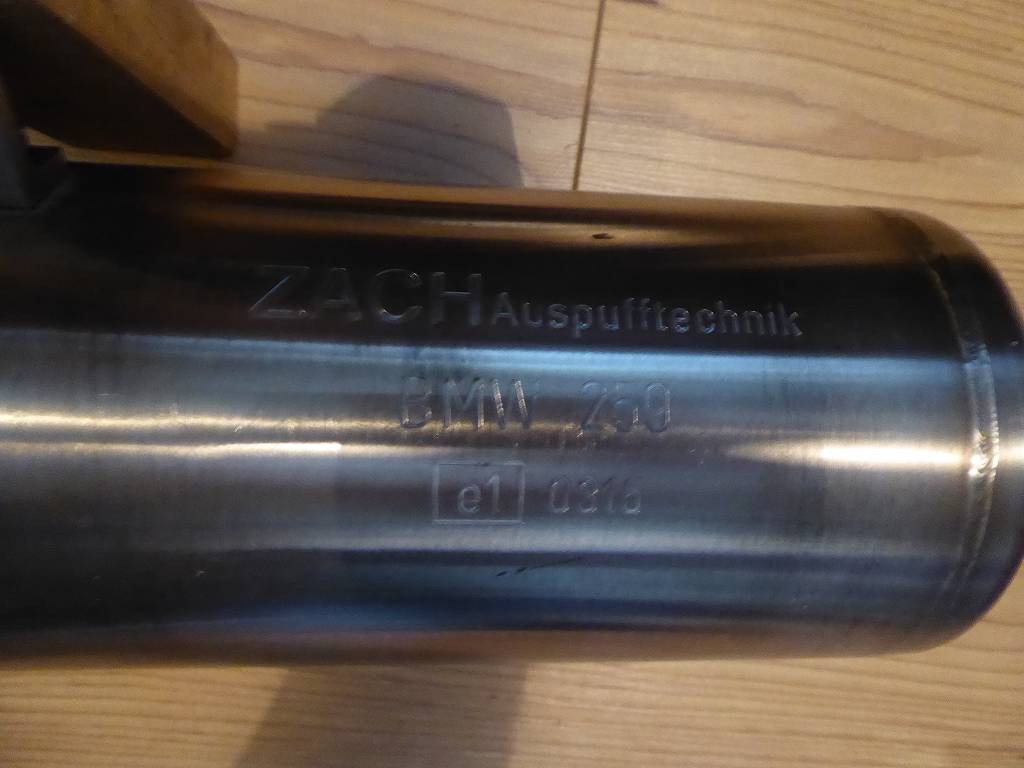 ZACH Auspufftechnik
BMW 250
e1 0316